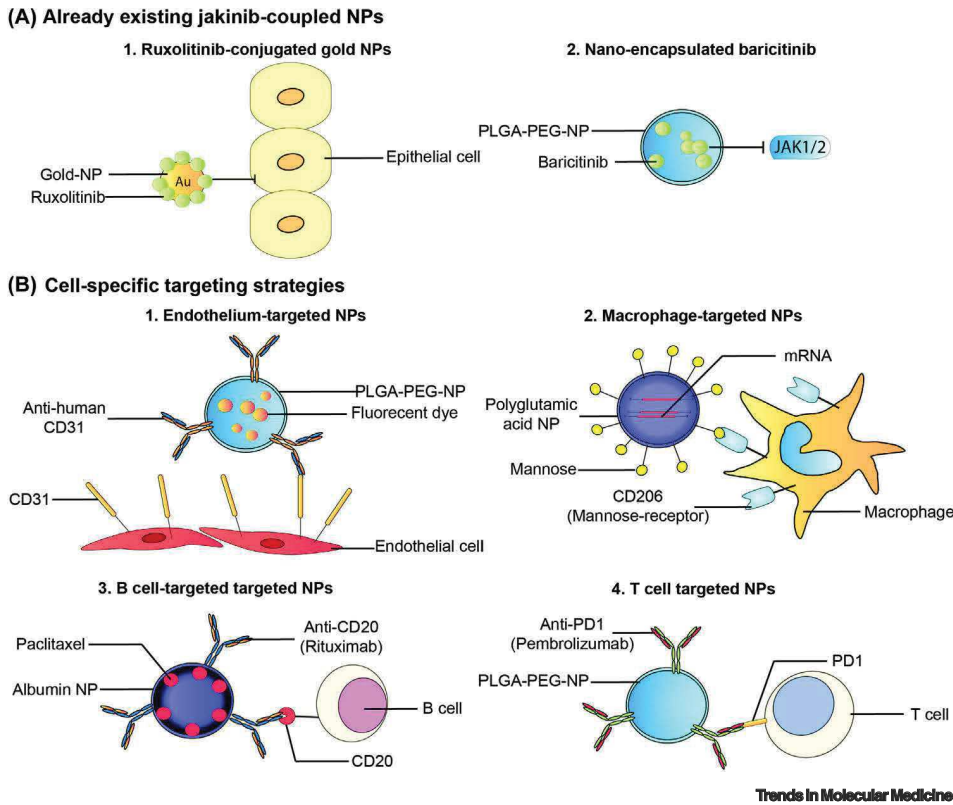 (A) Already existing jakinib-coupled NPs
1. Ruxolitinib-conjugated gold NPs
Gold-NP
Ruxolitinib
Au
Epithelial cell
2. Nano-encapsulated baricitinib
PLGA-PEG-NP
Baricitinib
JAK1/2
(B) Cell-specific targeting strategies
1. Endothelium-targeted NPs
PLGA-PEG-NP
Fluorecent dye
Anti-human
CD31
CD31
Endothelial cell
2. Macrophage-targeted NPs
mRNA
Polyglutamic
acid NP
Mannose
CD206
(Mannose-receptor)
Macrophage
3. B cell-targeted targeted NPs
Paclitaxel
Anti-CD20
(Rituximab)
Albumin NP
B cell
CD20
4. T cell targeted NPs
Anti-PD1
(Pembrolizumab)
PD1
PLGA-PEG-NP
T cell
Trends in Molecular Medicine